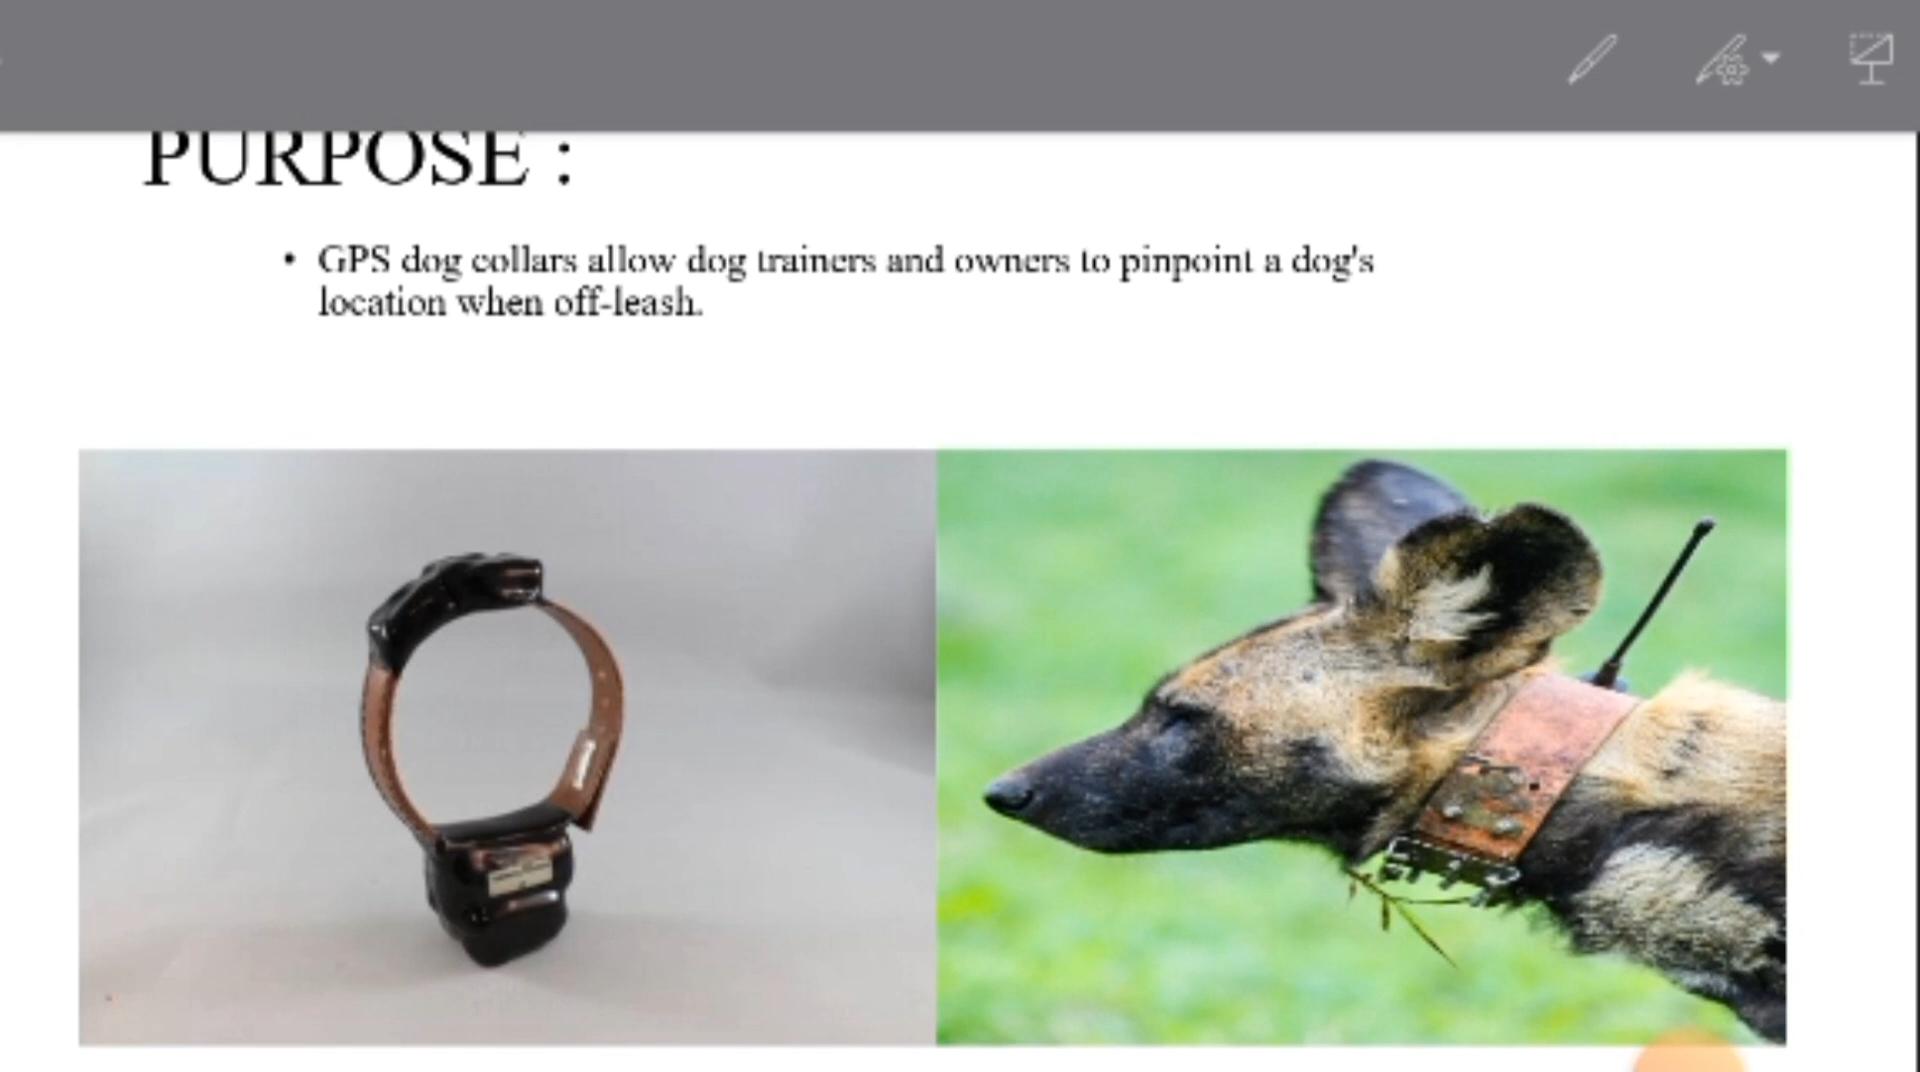 PURPOSE :
• GPS dog collars allow dog trainers and owners to pinpoint a dog's
location when off-leash.